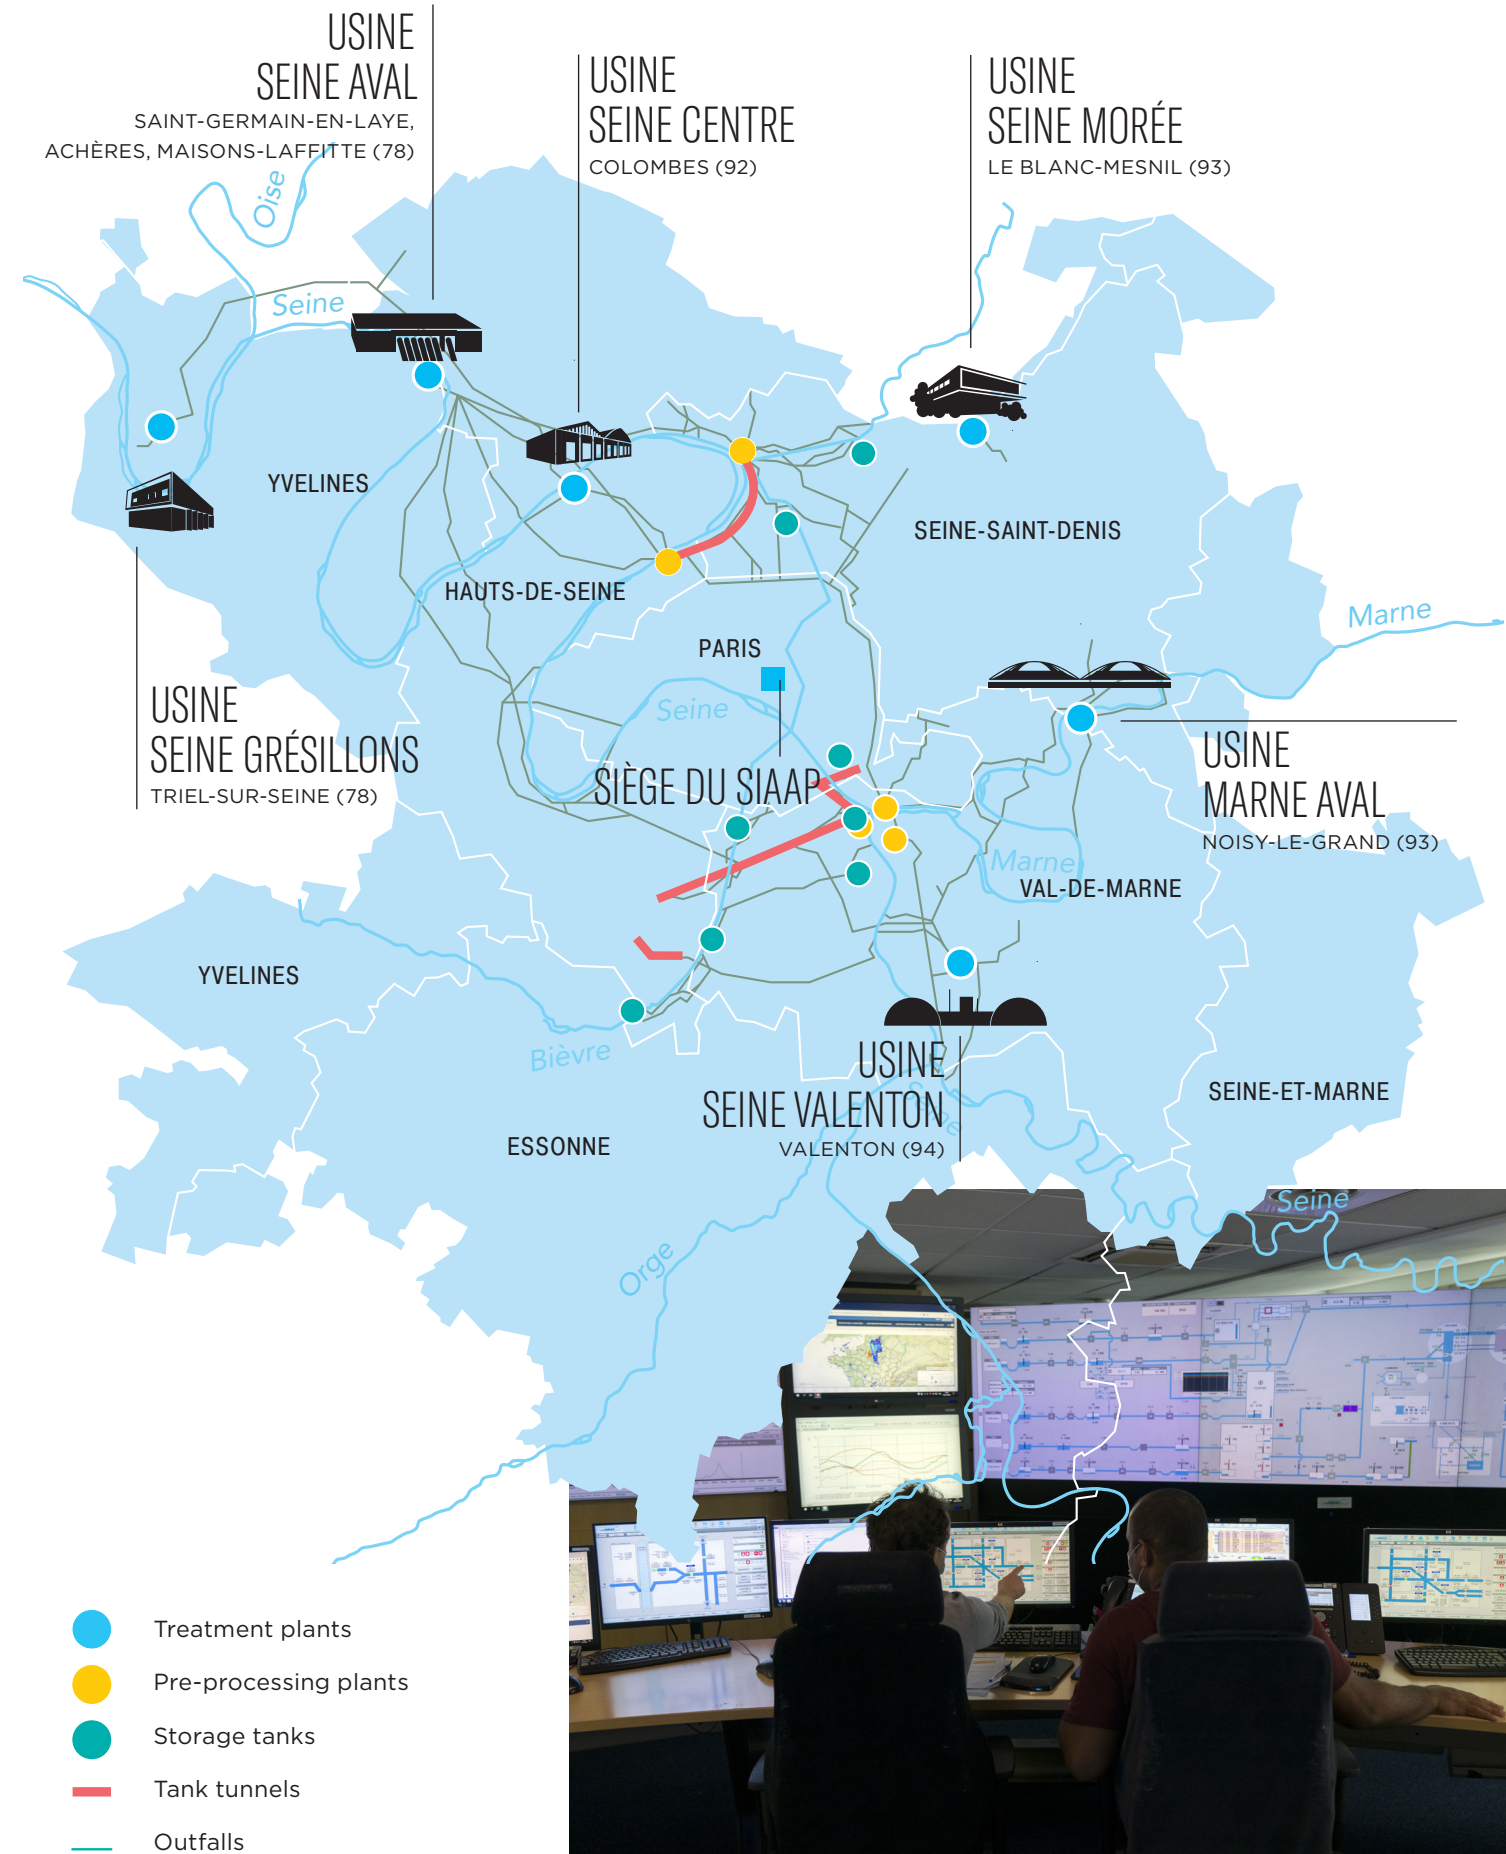 USINE
SEINE AVAL
SAINT-GERMAIN-EN-LAYE,
ACHÈRES, MAISONS-LAFFITTE (78)
USINE
SEINE CENTRE
COLOMBES (92)
USINE
SEINE MORÉE
LE BLANC-MESNIL (93)
Oise
Seine
YVELINES
SEINE-SAINT-DENIS
HAUTS-DE-SEINE
Marne
PARIS
Seine
USINE
SEINE GRÉSILLONS
TRIEL-SUR-SEINE (78)
SIÈGE DU SIAAP
USINE
MARNE AVAL
NOISY-LE-GRAND (93)
Marne
VAL-DE-MARNE
YVELINES
Bièvre
USINE
SEINE VALENTON
VALENTON (94)
Seine
SEINE-ET-MARNE
ESSONNE
Seine
Orge
Treatment plants
Pre-processing plants
Storage tanks
Tank tunnels
Outfalls